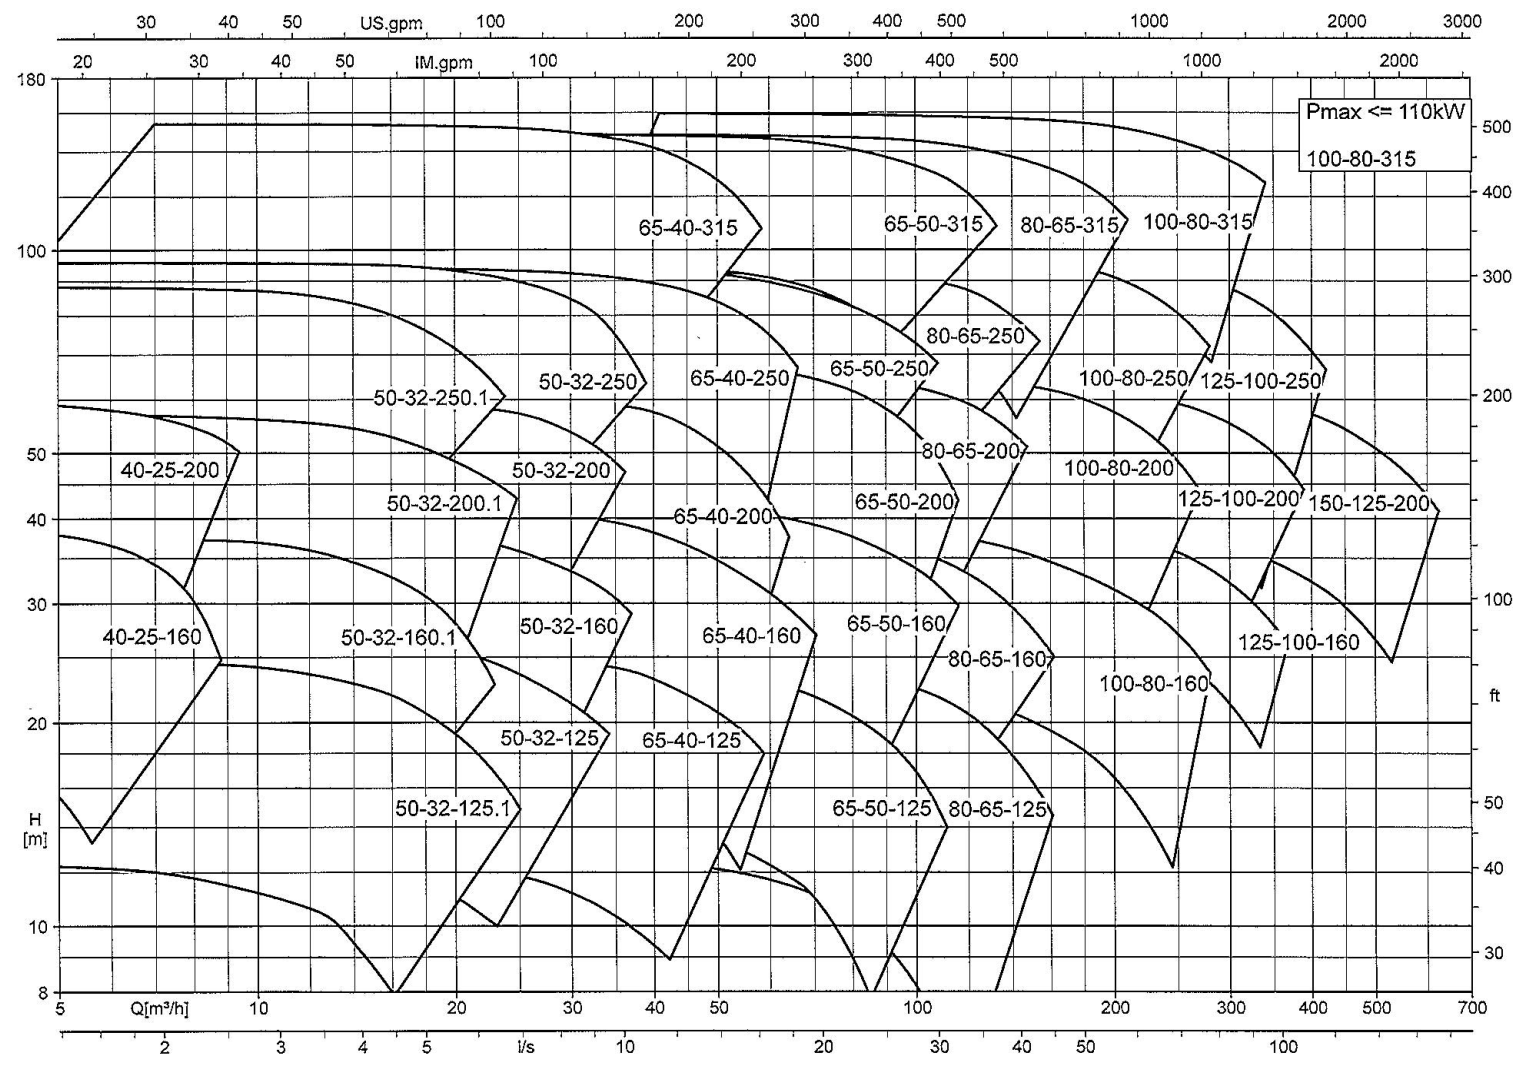 30 40 50 US.gpm 100 200 300 400 500 1000 2000 3000
20 30 40 50 IM.gpm 100 200 300 400 500 1000 2000
180
Pmax <= 110kW
500
100-80-315
400
65-40-315 65-50-315 80-65-315 100-80-315
100
300
80-65-250
65-50-250
50-32-250 65-40-250 100-80-250 125-100-250
50-32-250.1
200
50
80-65-200
40-25-200 50-32-200 100-80-200
50-32-200.1 65-50-200 125-100-200 150-125-200
65-40-200
40
30
100
50-32-160 65-50-160
40-25-160 50-32-160.1 65-40-160 125-100-160
80-65-160
100-80-160
ft
20
50-32-125 65-40-125
50-32-125.1 65-50-125 80-65-125
50
H
[m]
40
10
30
8
5 Q[m³/h] 10 20 30 40 50 100 200 300 400 500 700
2 3 4 5 l/s 10 20 30 40 50 100